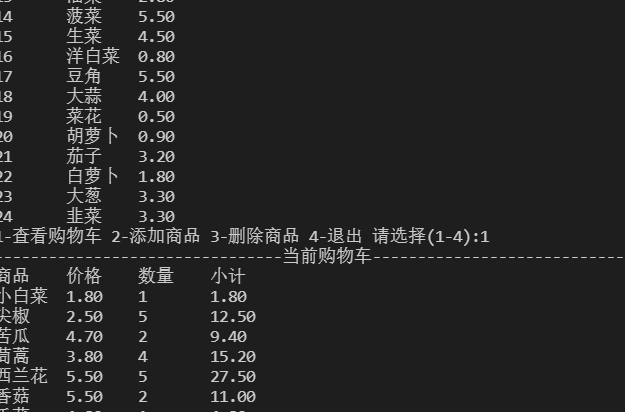 14 菠菜 5.50
15 生菜 4.50
16 洋白菜 0.80
17 豆角 5.50
18 大蒜 4.00
19 菜花 0.50
20 胡萝卜 0.90
21 茄子 3.20
22 白萝卜 1.80
23 大葱 3.30
24 韭菜 3.30
1-查看购物车 2-添加商品 3-删除商品 4-退出 请选择(1-4):1
--------------------------------当前购物车----------------------------
商品 价格 数量 小计
小白菜 1.80 1 1.80
尖椒 2.50 5 12.50
苦瓜 4.70 2 9.40
茼蒿 3.80 4 15.20
西兰花 5.50 5 27.50
香菇 5.50 2 11.00